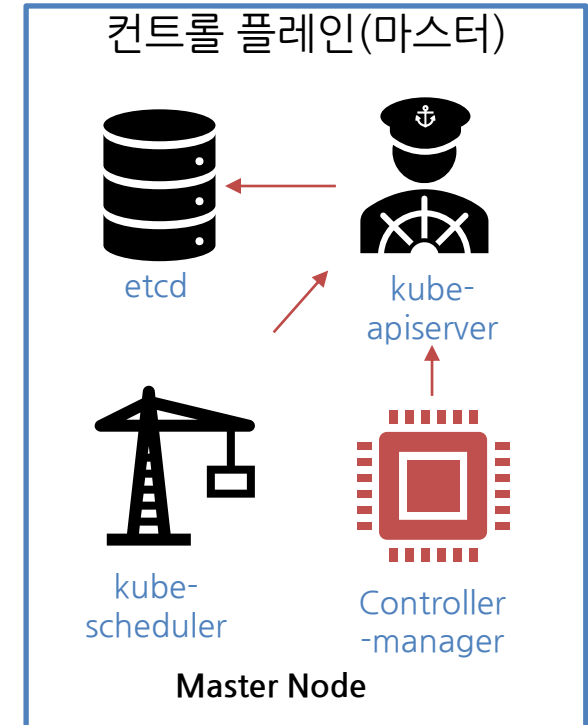 컨트롤 플레인(마스터)
etcd
kube-
apiserver
kube-
scheduler
Controller
-manager
Master Node